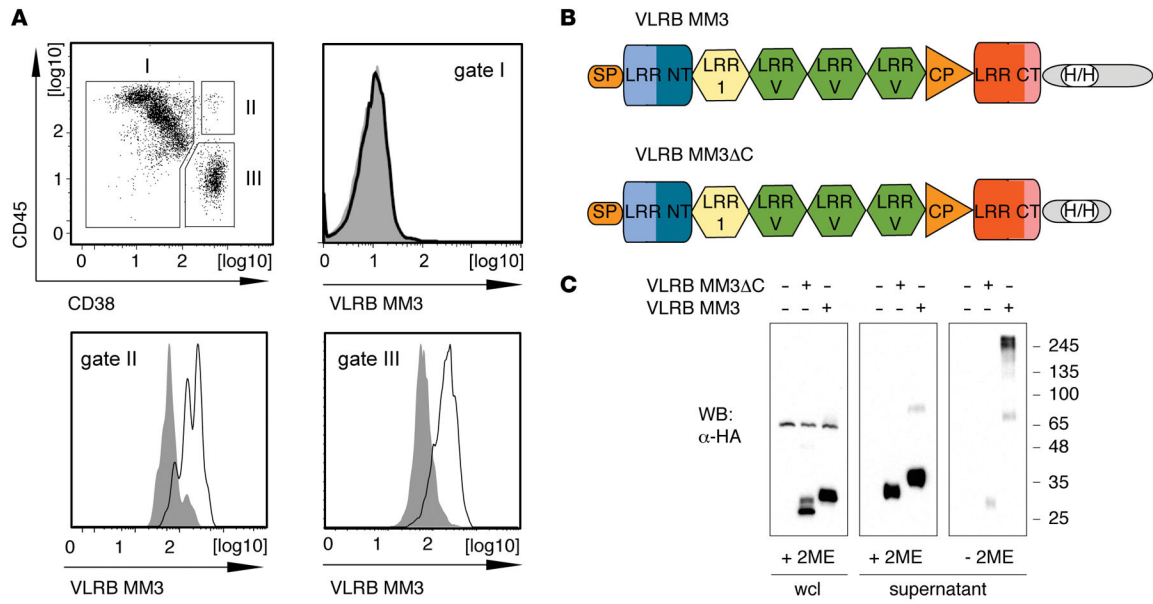 A
CD45
[log10]
2
1
0
I
II
III
0 1 2 [log10]
CD38
gate I
0 1 2 [log10]
VLRB MM3
gate II
0 1 2 [log10]
VLRB MM3
gate III
0 1 2 [log10]
VLRB MM3
B
VLRB MM3
SP LRR NT LRR 1 LRR V LRR V LRR V CP LRR CT H/H
VLRB MM3ΔC
SP LRR NT LRR 1 LRR V LRR V LRR V CP LRR CT H/H
C
VLRB MM3ΔC - + - - + - - + -
VLRB MM3 - - + - - + - - +
WB:
α-HA
- 245
- 135
- 100
- 65
- 48
- 35
- 25
+ 2ME + 2ME - 2ME
wcl supernatant